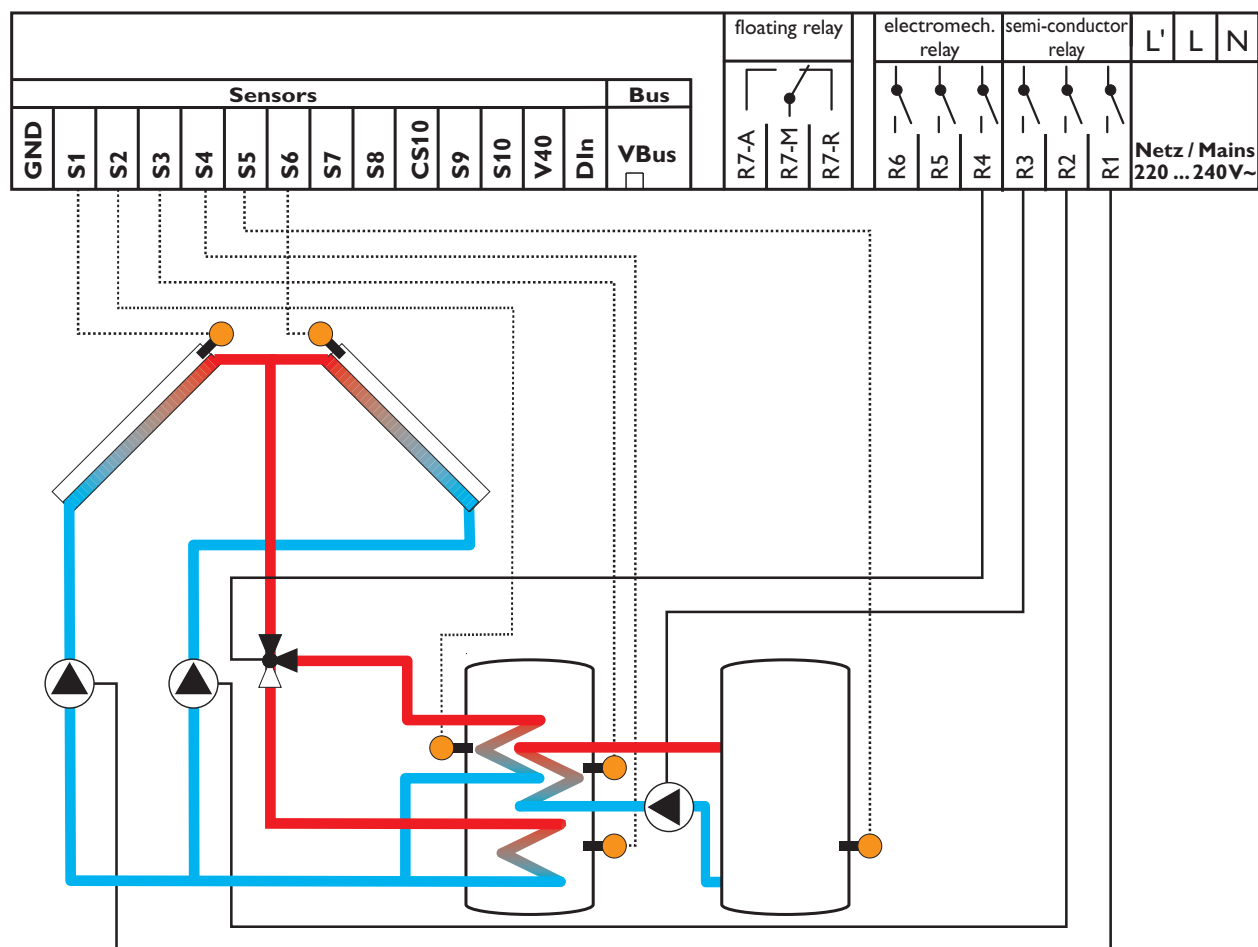 floating relay
electromech. relay
semi-conductor relay
L' L N
Sensors
Bus
GND S1 S2 S3 S4 S5 S6 S7 S8 CS10 S9 S10 V40 DIn
VBus
R7-A R7-M R7-R
R6 R5 R4 R3 R2 R1
Netz / Mains
220 ... 240V~